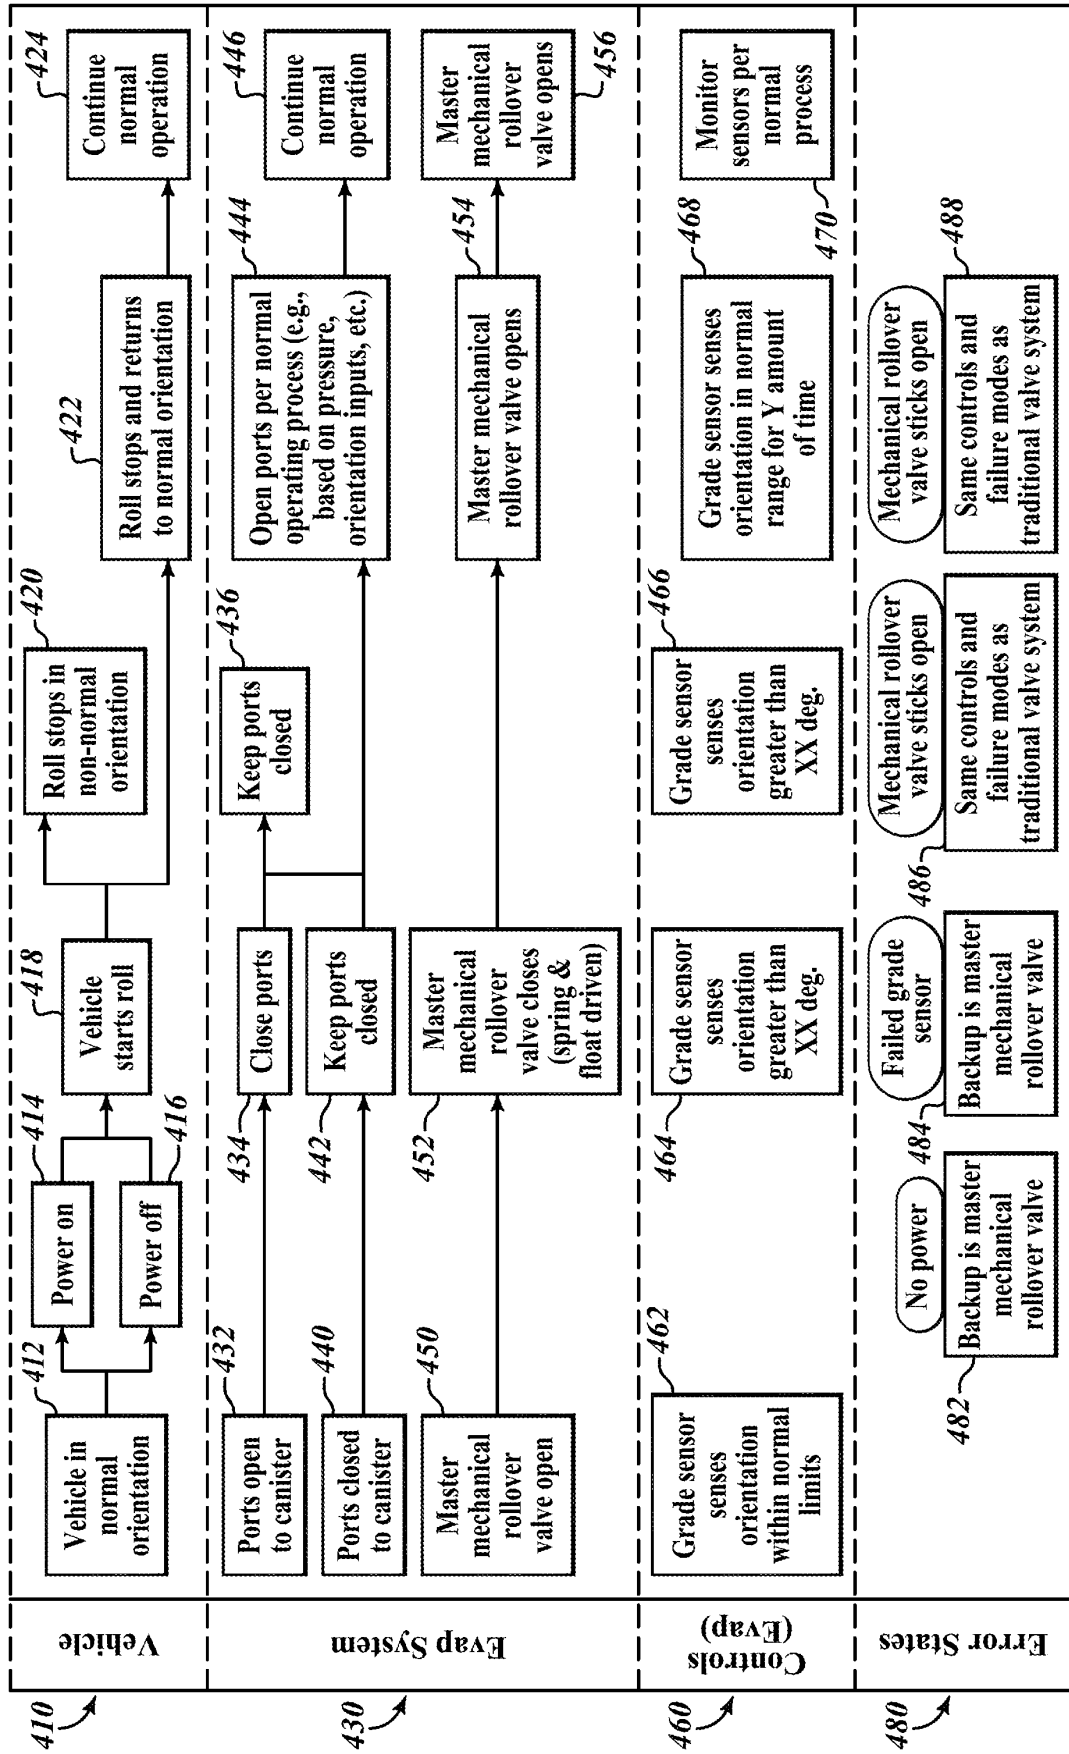 410
Vehicle
Vehicle in
normal
orientation
412
Power on
414
Power off
416
Vehicle
starts roll
418
Roll stops in
non-normal
orientation
420
Roll stops and returns
to normal orientation
422
Continue
normal
operation
424
430
Evap System
Ports open
to canister
432
Close ports
434
Keep ports
closed
436
Ports closed
to canister
440
Keep ports
closed
442
Open ports per normal
operating process (e.g.,
based on pressure,
orientation inputs, etc.)
444
Continue
normal
operation
446
Master
mechanical
rollover
valve open
450
Master
mechanical
rollover
valve closes
(spring &
float driven)
452
Master mechanical
rollover valve opens
454
Master
mechanical
rollover
valve opens
456
460
Controls
(Evap)
Grade sensor
senses
orientation
within normal
limits
462
Grade sensor
senses
orientation
greater than
XX deg.
464
Grade sensor
senses
orientation
greater than
XX deg.
466
Grade sensor senses
orientation in normal
range for Y amount
of time
468
Monitor
sensors per
normal
process
470
480
Error States
No power
Backup is master
mechanical
rollover valve
482
Failed grade
sensor
Backup is master
mechanical
rollover valve
484
Mechanical rollover
valve sticks open
Same controls and
failure modes as
traditional valve system
486
Mechanical rollover
valve sticks open
Same controls and
failure modes as
traditional valve system
488